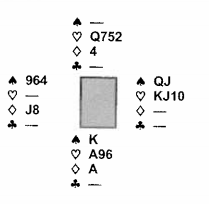 ♠ —
♡ Q752
♢ 4
♣ —
♠ 964
♡ —
♢ J8
♣ —
♠ QJ
♡ KJ10
♢ —
♣ —
♠ K
♡ A96
♢ A
♣ —